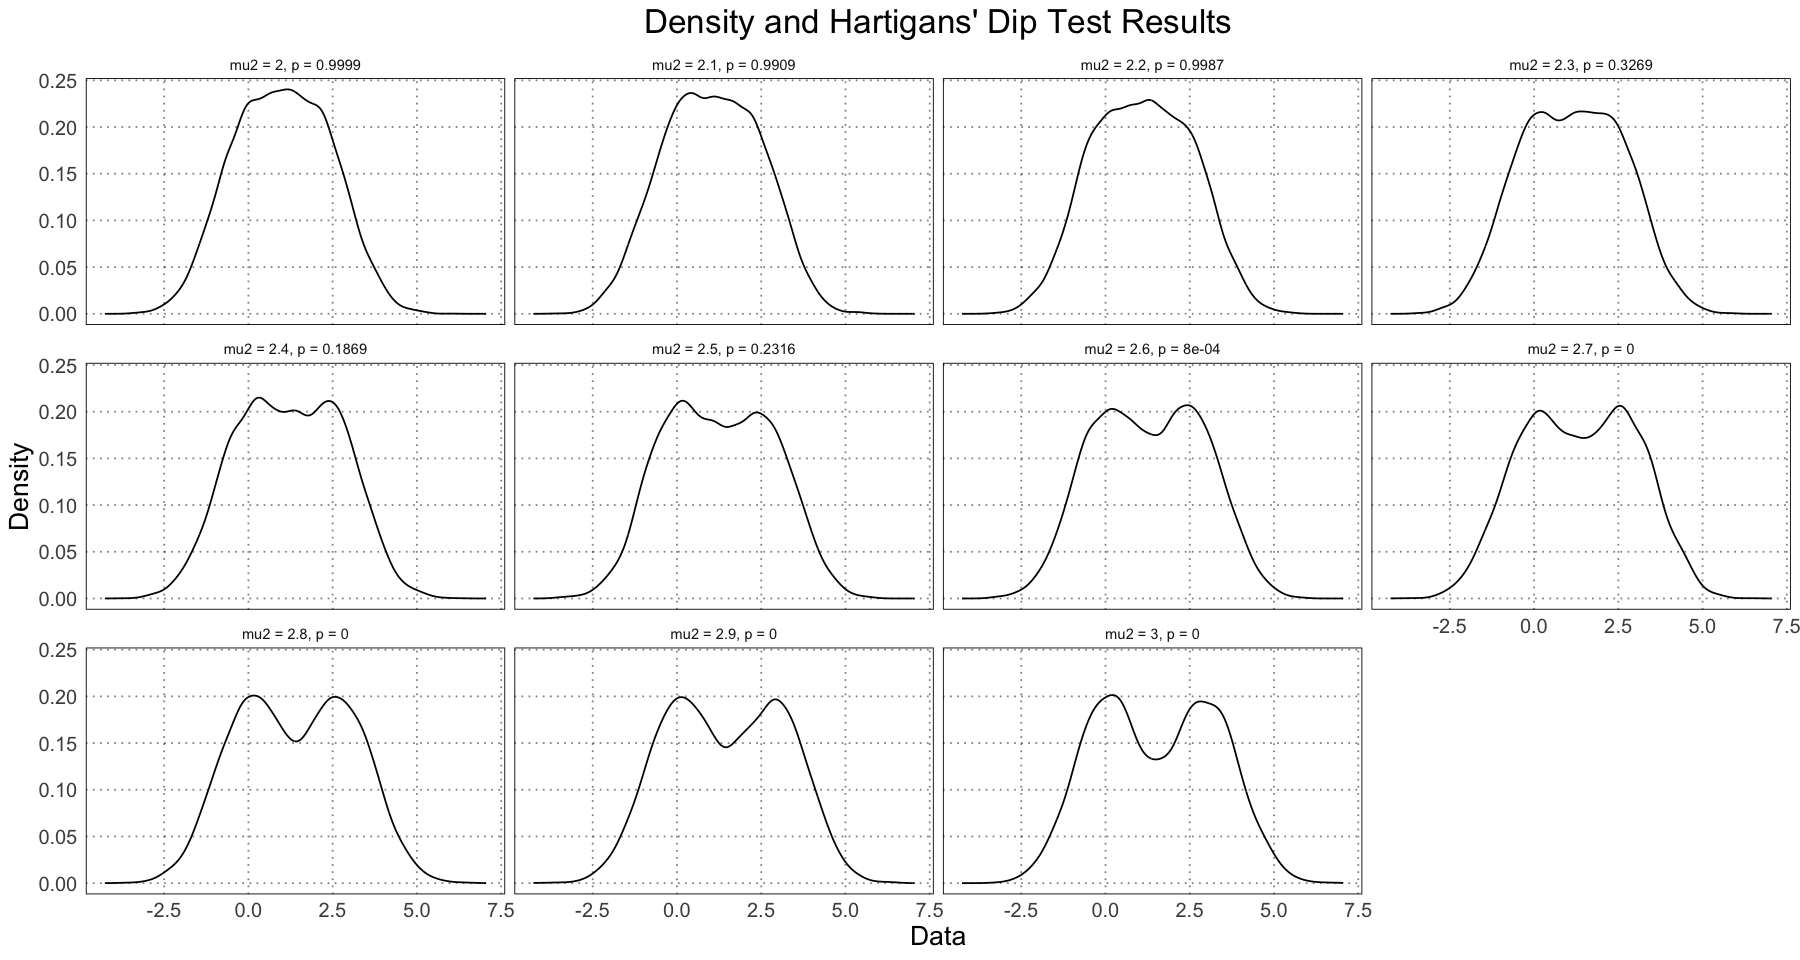 Density and Hartigans' Dip Test Results
mu2 = 2, p = 0.9999
mu2 = 2.1, p = 0.9909
mu2 = 2.2, p = 0.9987
mu2 = 2.3, p = 0.3269
0.25
0.20
0.15
0.10
0.05
0.00
mu2 = 2.4, p = 0.1869
mu2 = 2.5, p = 0.2316
mu2 = 2.6, p = 8e-04
mu2 = 2.7, p = 0
0.25
0.20
0.15
0.10
0.05
0.00
-2.5 0.0 2.5 5.0 7.5
Density
mu2 = 2.8, p = 0
mu2 = 2.9, p = 0
mu2 = 3, p = 0
0.25
0.20
0.15
0.10
0.05
0.00
-2.5 0.0 2.5 5.0 7.5
-2.5 0.0 2.5 5.0 7.5
-2.5 0.0 2.5 5.0 7.5
Data